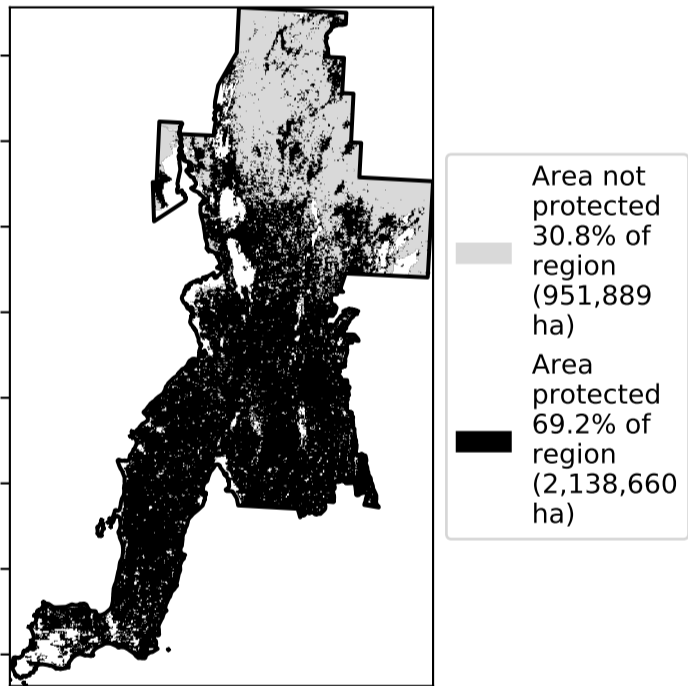 Area not
protected
30.8% of
region
(951,889
ha)
Area
protected
69.2% of
region
(2,138,660
ha)